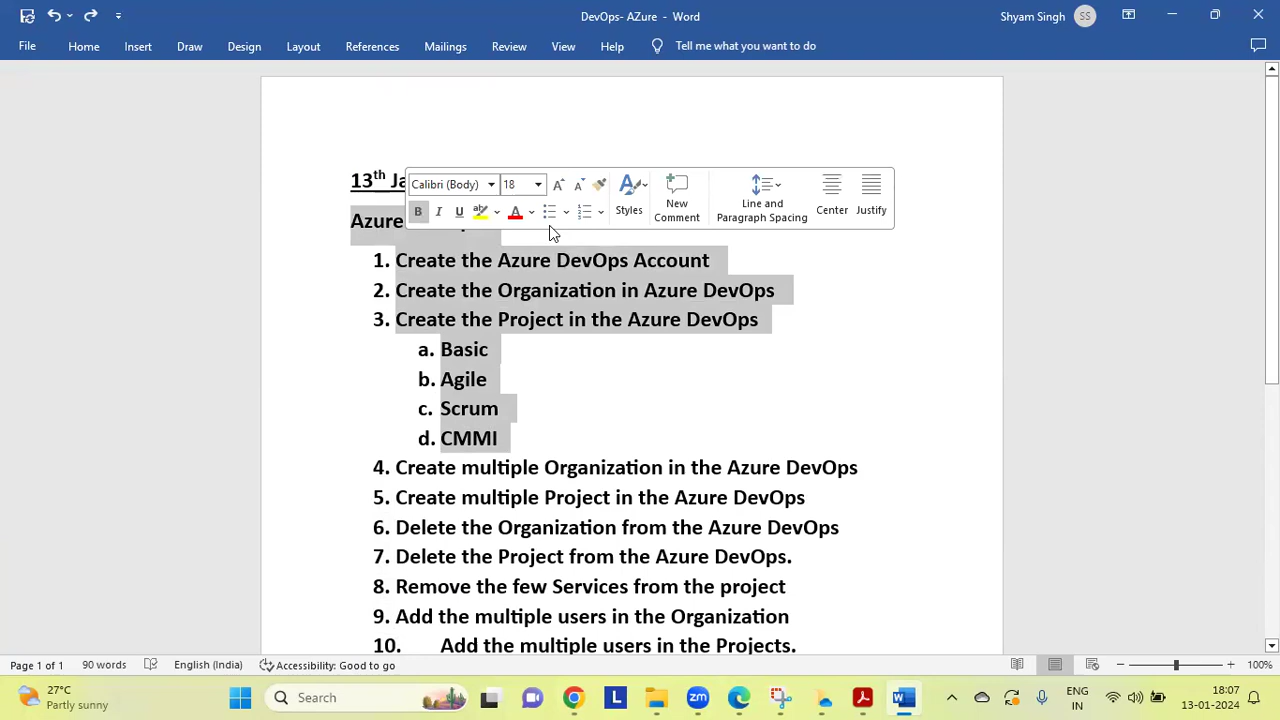 DevOps- AZure - Word
Shyam Singh
SS
File Home Insert Draw Design Layout References Mailings Review View Help Tell me what you want to do
13th Ja
Calibri (Body) 18
B I U A Styles New Comment Line and Paragraph Spacing Center Justify
Azure
1. Create the Azure DevOps Account
2. Create the Organization in Azure DevOps
3. Create the Project in the Azure DevOps
a. Basic
b. Agile
c. Scrum
d. CMMI
4. Create multiple Organization in the Azure DevOps
5. Create multiple Project in the Azure DevOps
6. Delete the Organization from the Azure DevOps
7. Delete the Project from the Azure DevOps.
8. Remove the few Services from the project
9. Add the multiple users in the Organization
10. Add the multiple users in the Projects.
Page 1 of 1 90 words English (India) Accessibility: Good to go 100%
27°C
Partly sunny
Search
L
zm
ENG
IN
18:07
13-01-2024